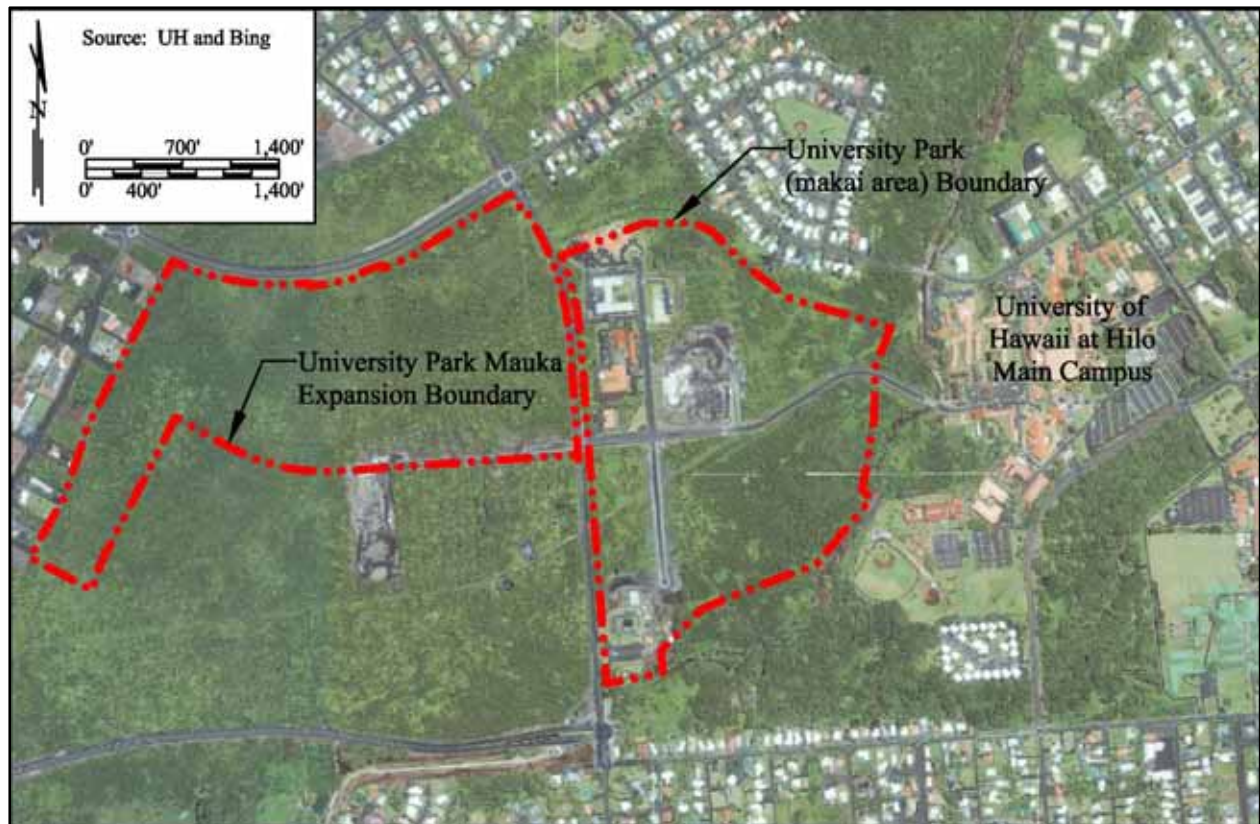 Source: UH and Bing
N
0' 700' 1,400'
0' 400' 1,400'
University Park
(makai area) Boundary
University of
Hawaii at Hilo
Main Campus
University Park Mauka
Expansion Boundary